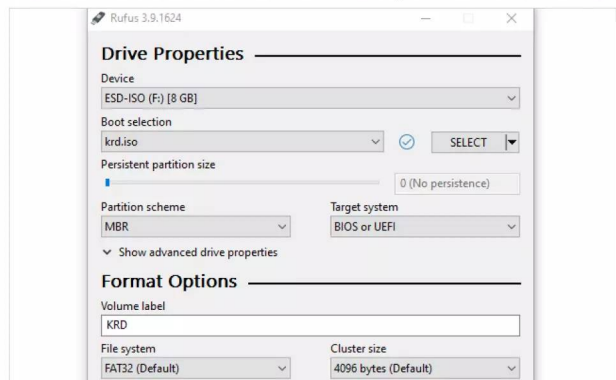 Rufus 3.9.1624
Drive Properties
Device
ESD-ISO (F:) [8 GB]
Boot selection
krd.iso SELECT
Persistent partition size
0 (No persistence)
Partition scheme Target system
MBR BIOS or UEFI
Show advanced drive properties
Format Options
Volume label
KRD
File system Cluster size
FAT32 (Default) 4096 bytes (Default)